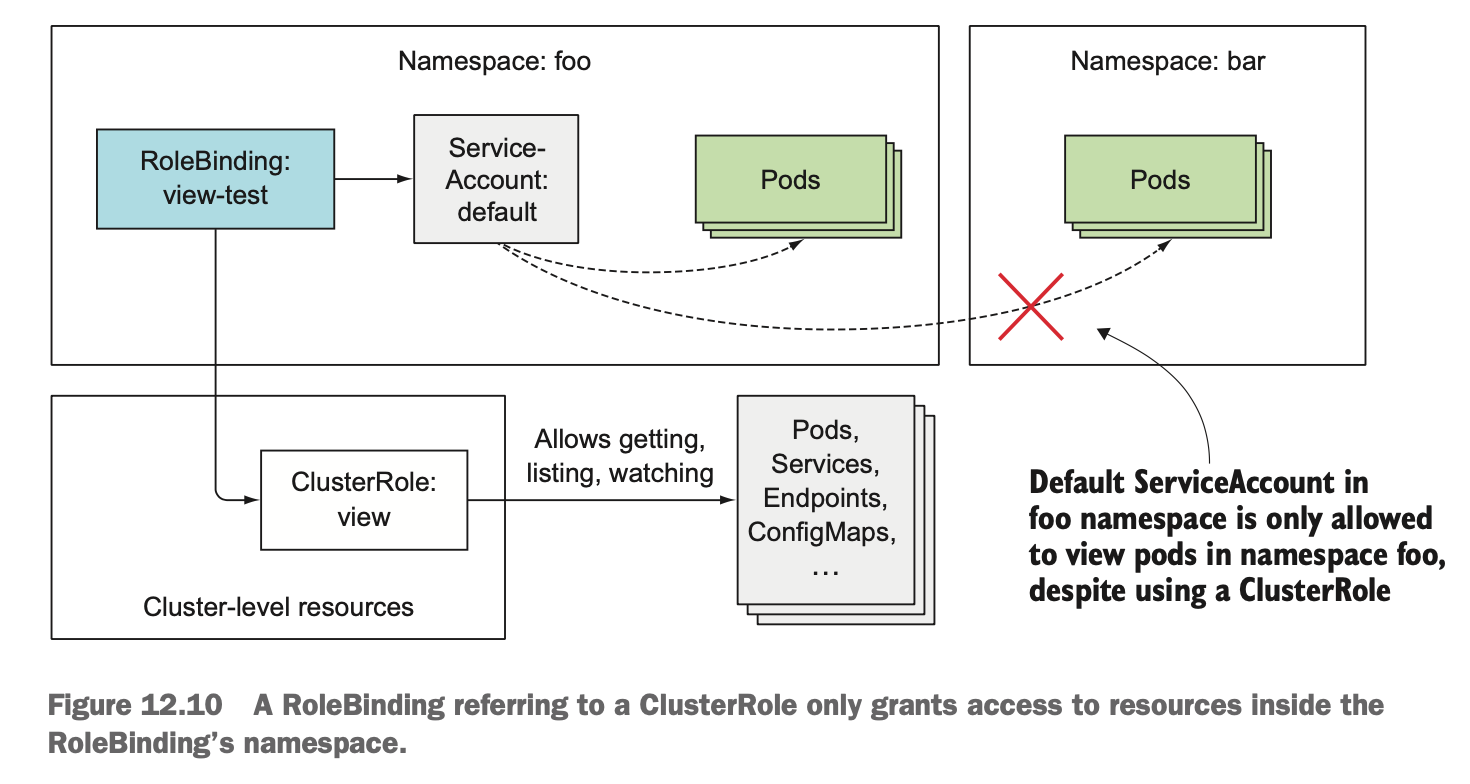 Namespace: foo
Namespace: bar
RoleBinding:
view-test
Service-
Account:
default
Pods
Pods
ClusterRole:
view
Cluster-level resources
Allows getting,
listing, watching
Pods,
Services,
Endpoints,
ConfigMaps,
...
Default ServiceAccount in
foo namespace is only allowed
to view pods in namespace foo,
despite using a ClusterRole
Figure 12.10 A RoleBinding referring to a ClusterRole only grants access to resources inside the
RoleBinding’s namespace.